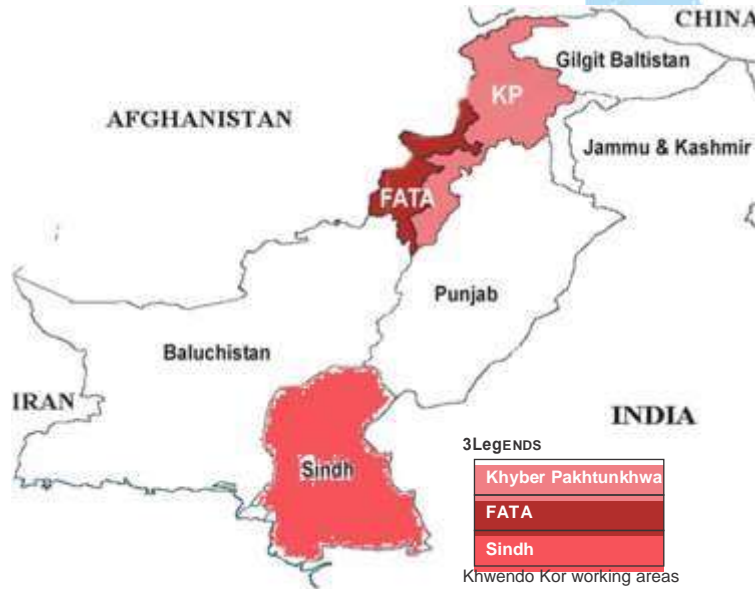 CHINA
Gilgit Baltistan
KP
AFGHANISTAN
Jammu & Kashmir
FATA
Punjab
Baluchistan
IRAN
INDIA
3LegENDS
Sindh
Khyber Pakhtunkhwa
FATA
Sindh
Khwendo Kor working areas